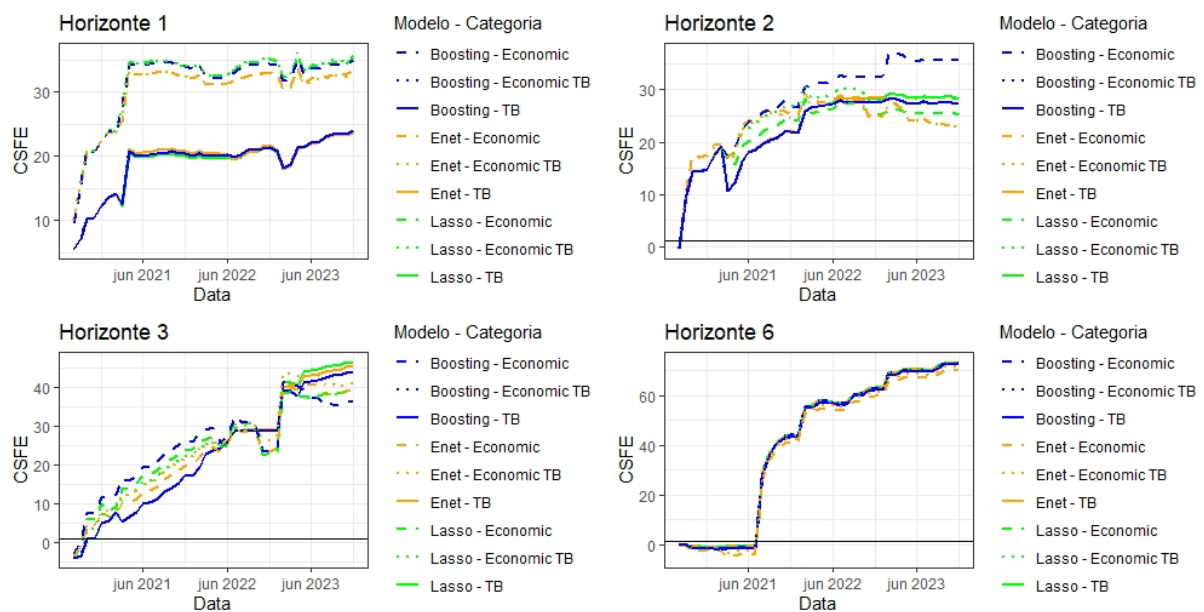 Horizonte 1
CSFE
30
20
10
jun 2021
jun 2022
jun 2023
Data
Modelo - Categoria
Boosting - Economic
Boosting - Economic TB
Boosting - TB
Enet - Economic
Enet - Economic TB
Enet - TB
Lasso - Economic
Lasso - Economic TB
Lasso - TB
Horizonte 2
CSFE
30
20
10
0
jun 2021
jun 2022
jun 2023
Data
Modelo - Categoria
Boosting - Economic
Boosting - Economic TB
Boosting - TB
Enet - Economic
Enet - Economic TB
Enet - TB
Lasso - Economic
Lasso - Economic TB
Lasso - TB
Horizonte 3
CSFE
40
30
20
10
0
jun 2021
jun 2022
jun 2023
Data
Modelo - Categoria
Boosting - Economic
Boosting - Economic TB
Boosting - TB
Enet - Economic
Enet - Economic TB
Enet - TB
Lasso - Economic
Lasso - Economic TB
Lasso - TB
Horizonte 6
CSFE
60
40
20
0
jun 2021
jun 2022
jun 2023
Data
Modelo - Categoria
Boosting - Economic
Boosting - Economic TB
Boosting - TB
Enet - Economic
Enet - Economic TB
Enet - TB
Lasso - Economic
Lasso - Economic TB
Lasso - TB